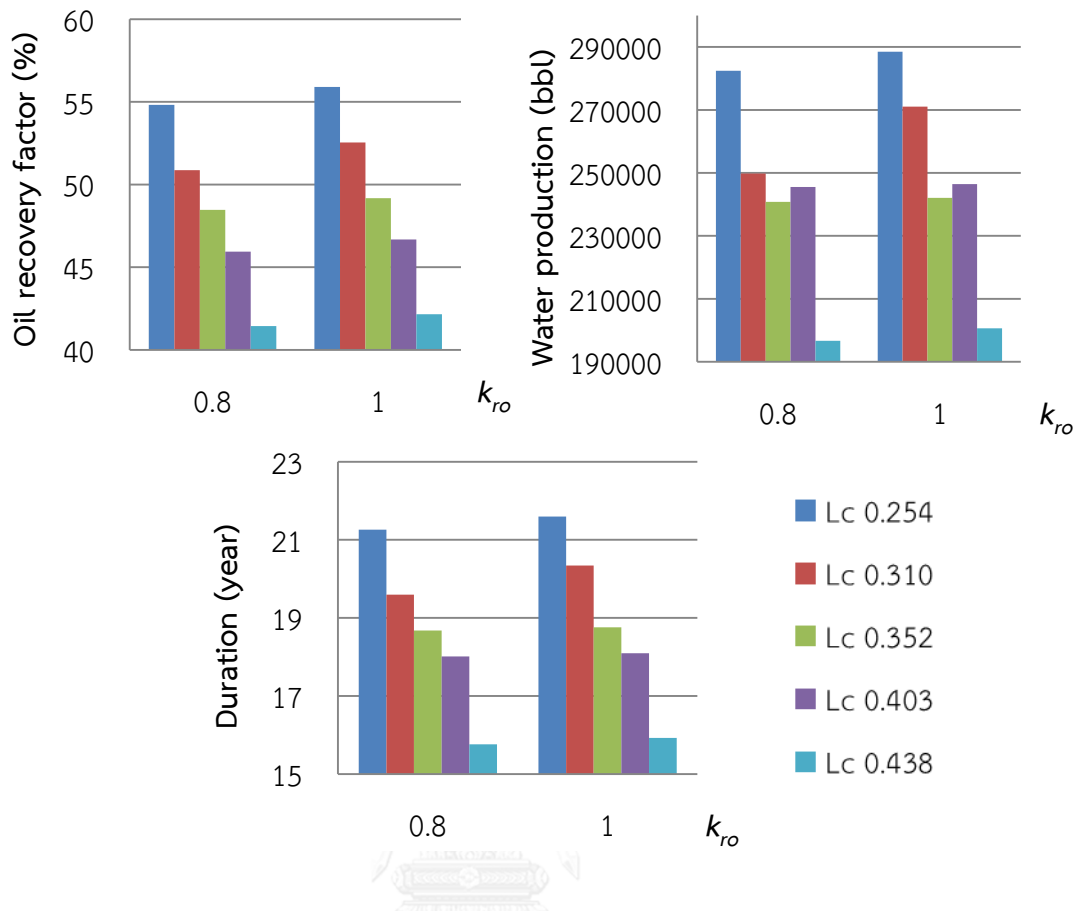 Oil recovery factor (%)
60
55
50
45
40
0.8
1
kro
Water production (bbl)
290000
270000
250000
230000
210000
190000
0.8
1
kro
Duration (year)
23
21
19
17
15
0.8
1
kro
Lc 0.254
Lc 0.310
Lc 0.352
Lc 0.403
Lc 0.438